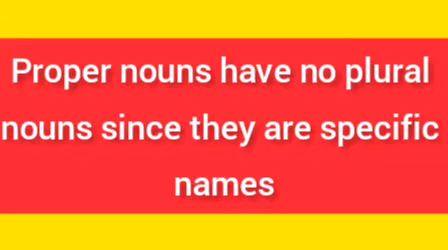 Proper nouns have no plural
nouns since they are specific
names